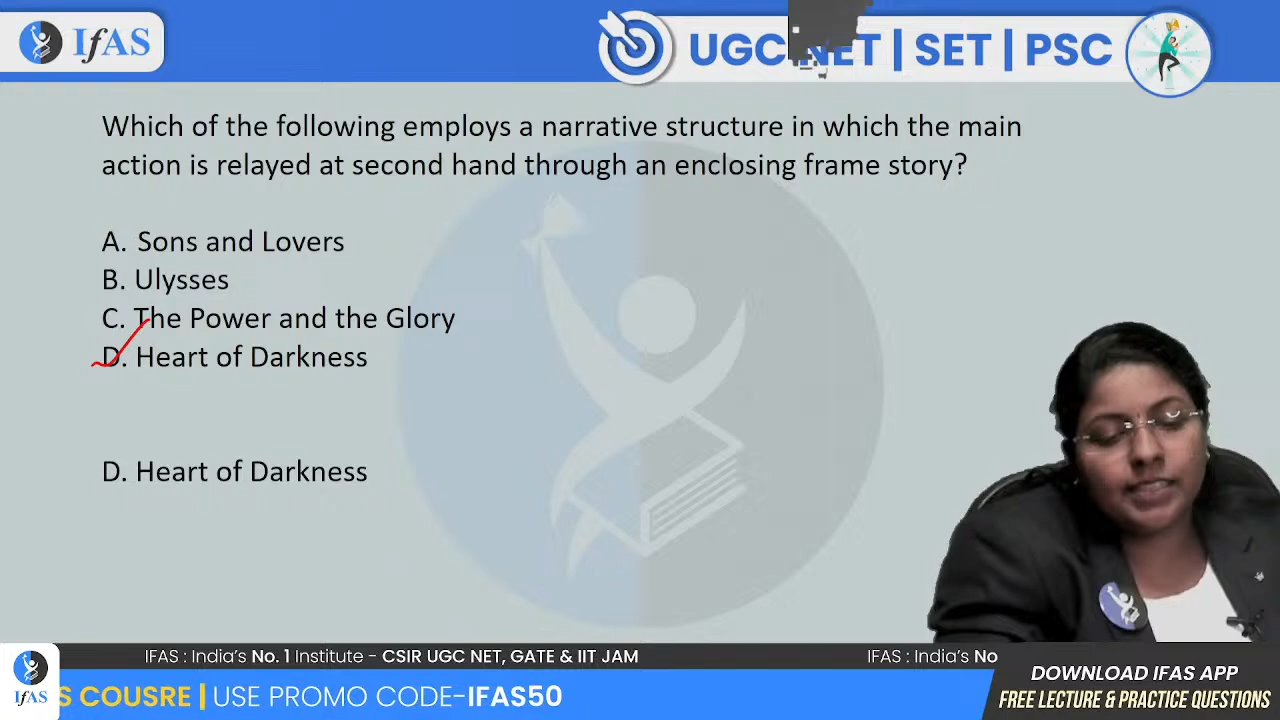 IfAS
UGC NET | SET | PSC
Which of the following employs a narrative structure in which the main
action is relayed at second hand through an enclosing frame story?
A. Sons and Lovers
B. Ulysses
C. The Power and the Glory
D. Heart of Darkness
D. Heart of Darkness
IFAS : India's No. 1 Institute - CSIR UGC NET, GATE & IIT JAM
IFAS : India's No
DOWNLOAD IFAS APP
FREE LECTURE & PRACTICE QUESTIONS
IfAS
S COUSRE | USE PROMO CODE-IFAS50